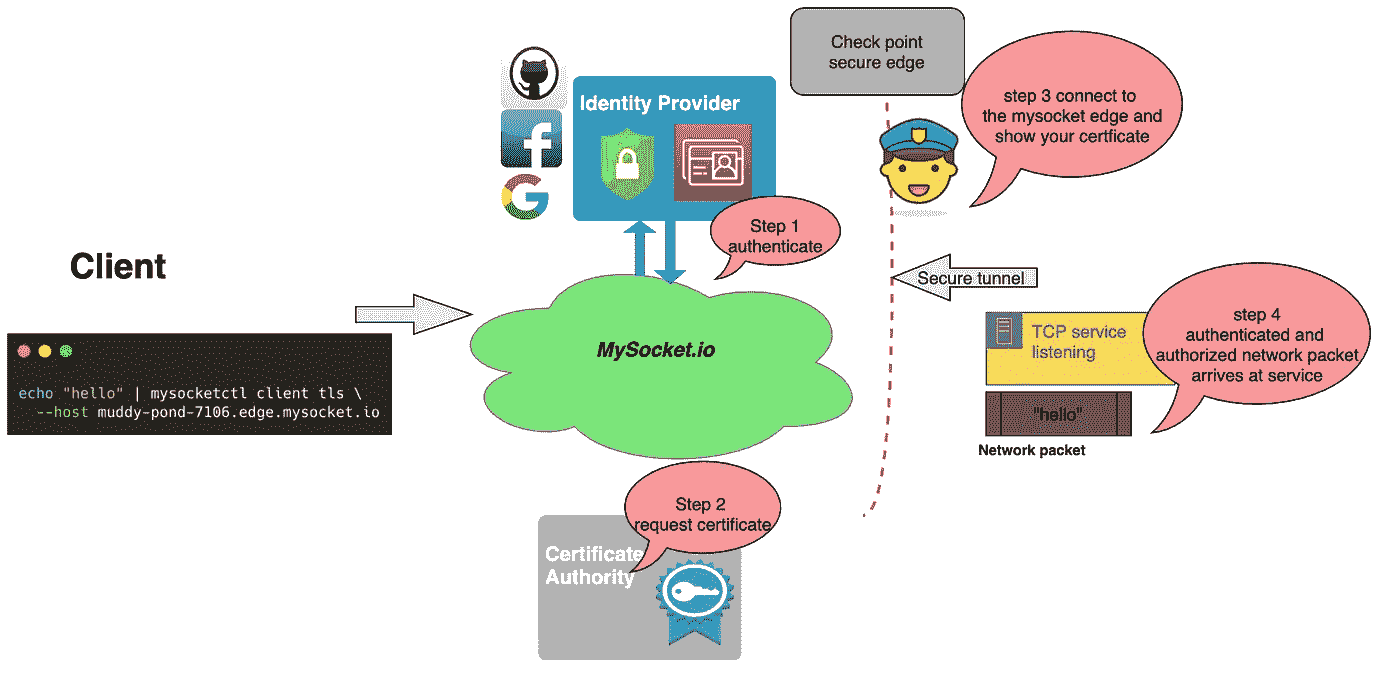 Check point
secure edge
step 3 connect to
the mysocket edge and
show your certficate
Identity Provider
Step 1
authenticate
Client
Secure tunnel
echo "hello" | mysocketctl client tls \
--host muddy-pond-7106.edge.mysocket.io
MySocket.io
TCP service
listening
step 4
authenticated and
authorized network packet
arrives at service
"hello"
Network packet
Step 2
request certificate
Certificate
Authority